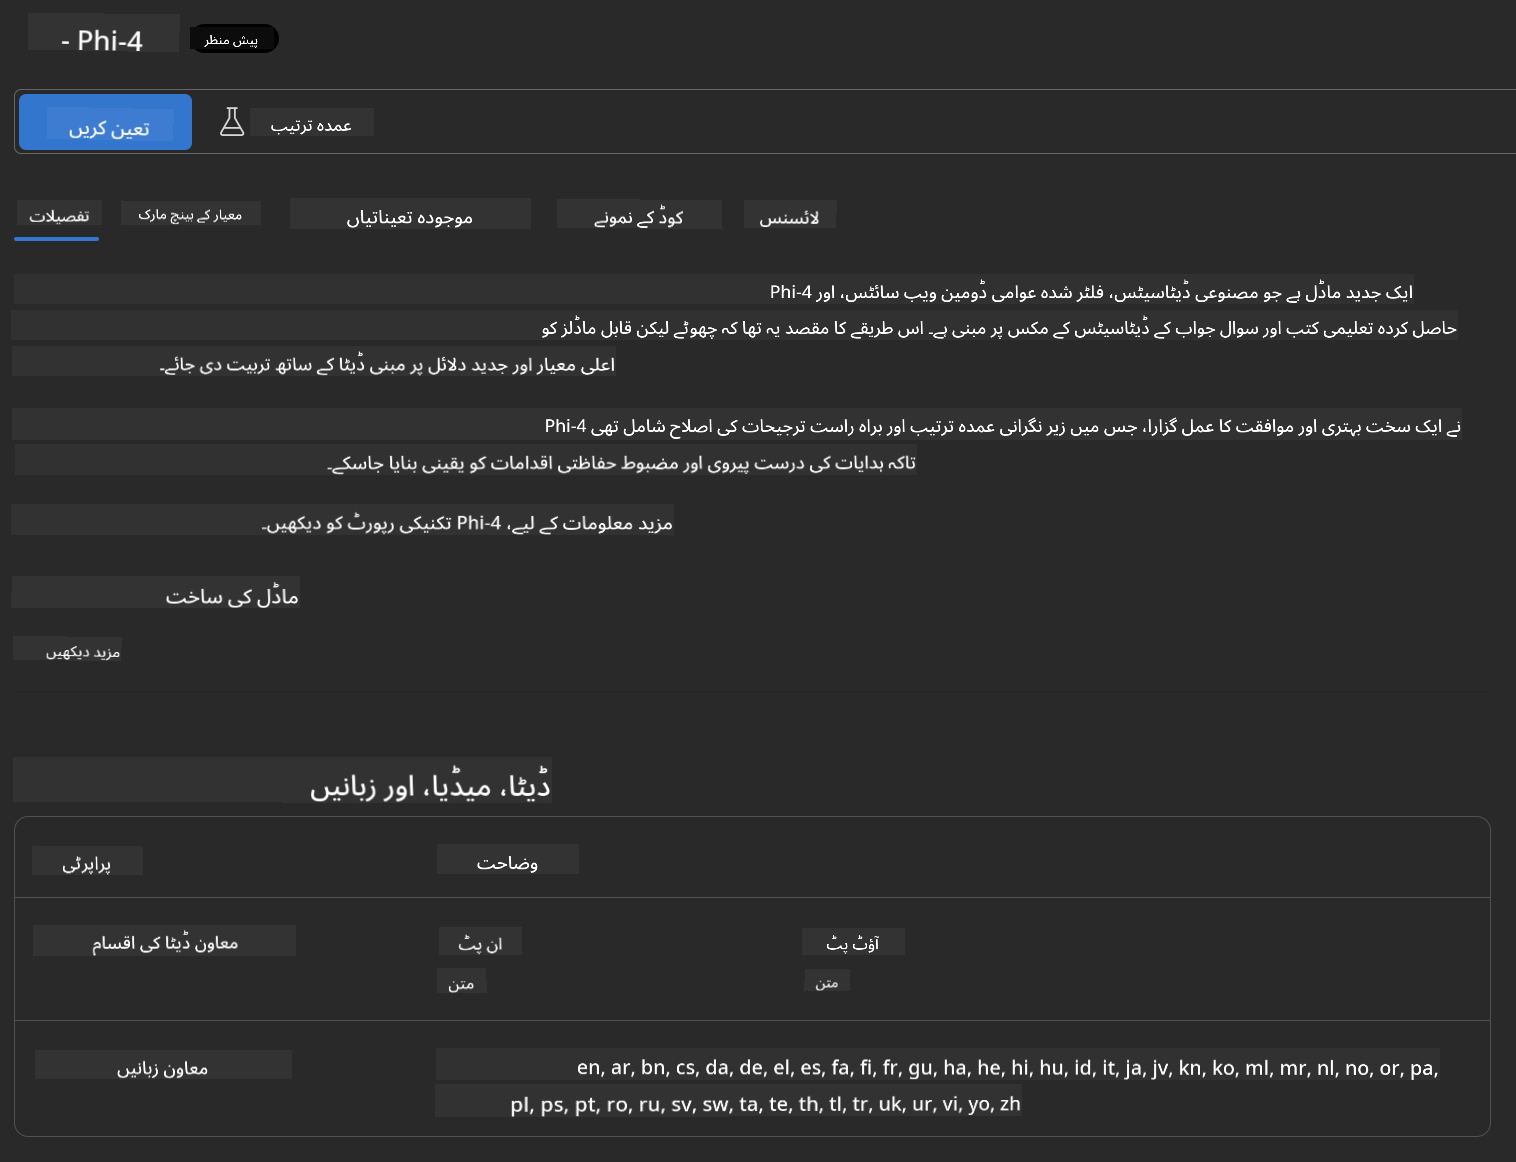 Phi-4 -
پیش منظر
تعین کریں
عمدہ ترتیب
تفصیلات
معیار کے بینچ مارک
موجودہ تعیناتیاں
کوڈ کے نمونے
لائسنس
ایک جدید ماڈل ہے جو مصنوعی ڈیٹاسیٹس، فلٹر شدہ عوامی ڈومین ویب سائٹس، اور Phi-4
حاصل کردہ تعلیمی کتب اور سوال جواب کے ڈیٹاسیٹس کے مکس پر مبنی ہے۔ اس طریقے کا مقصد یہ تھا کہ چھوٹے لیکن قابل ماڈلز کو
اعلی معیار اور جدید دلائل پر مبنی ڈیٹا کے ساتھ تربیت دی جائے۔
نے ایک سخت بہتری اور موافقت کا عمل گزارا، جس میں زیر نگرانی عمدہ ترتیب اور براہ راست ترجیحات کی اصلاح شامل تھی Phi-4
تاکہ ہدایات کی درست پیروی اور مضبوط حفاظتی اقدامات کو یقینی بنایا جاسکے۔
مزید معلومات کے لیے، Phi-4 تکنیکی رپورٹ کو دیکھیں۔
ماڈل کی ساخت
مزید دیکھیں
ڈیٹا، میڈیا، اور زبانیں
پراپرٹی
وضاحت
معاون ڈیٹا کی اقسام
ان پٹ
آؤٹ پٹ
متن
متن
معاون زبانیں
en, ar, bn, cs, da, de, el, es, fa, fi, fr, gu, ha, he, hi, hu, id, it, ja, jv, kn, ko, ml, mr, nl, no, or, pa,
pl, ps, pt, ro, ru, sv, sw, ta, te, th, tl, tr, uk, ur, vi, yo, zh